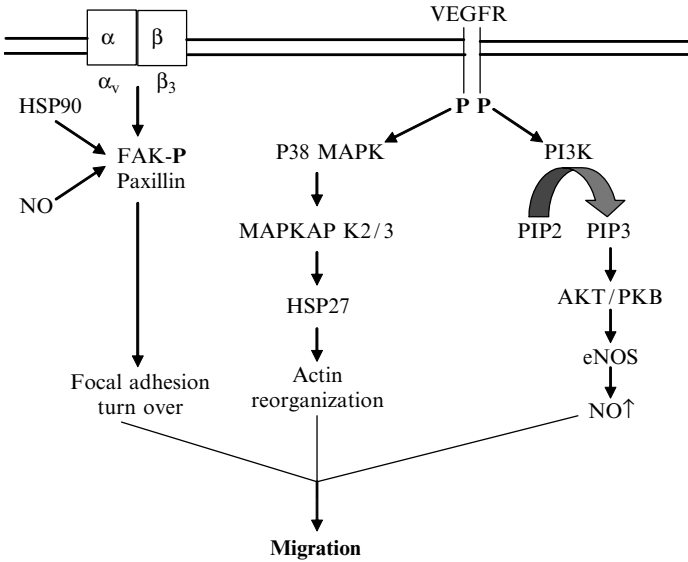 VEGFR
α β
αv β3
HSP90
P P
FAK-P
Paxillin
NO
P38 MAPK
PI3K
MAPKAP K2/3
PIP2 PIP3
HSP27
AKT/PKB
eNOS
Focal adhesion
turn over
Actin
reorganization
NO↑
Migration